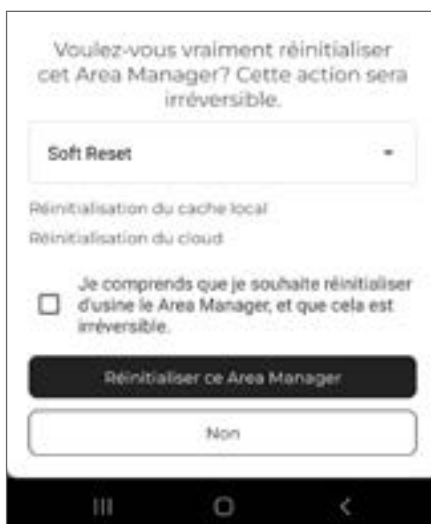 Voulez-vous vraiment réinitialiser
cet Area Manager? Cette action sera
irréversible.
Soft Reset
Réinitialisation du cache local
Réinitialisation du cloud
Je comprends que je souhaite réinitialiser
d'usine le Area Manager, et que cela est
irréversible.
Réinitialiser ce Area Manager
Non